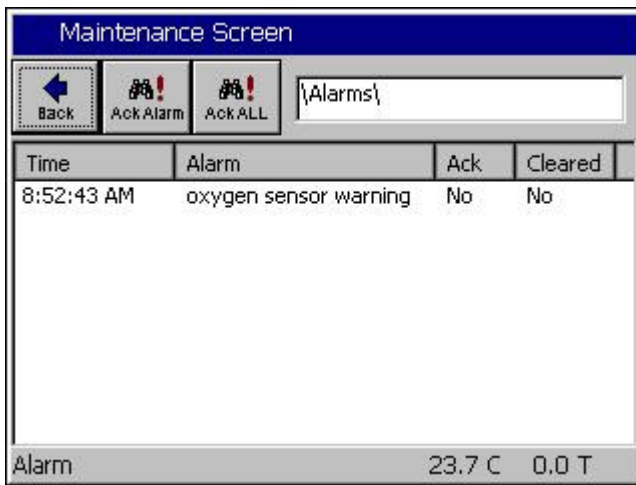 Maintenance Screen
Back
Ack Alarm
Ack ALL
\Alarms\
Time Alarm Ack Cleared
8:52:43 AM oxygen sensor warning No No
Alarm 23.7 C 0.0 T